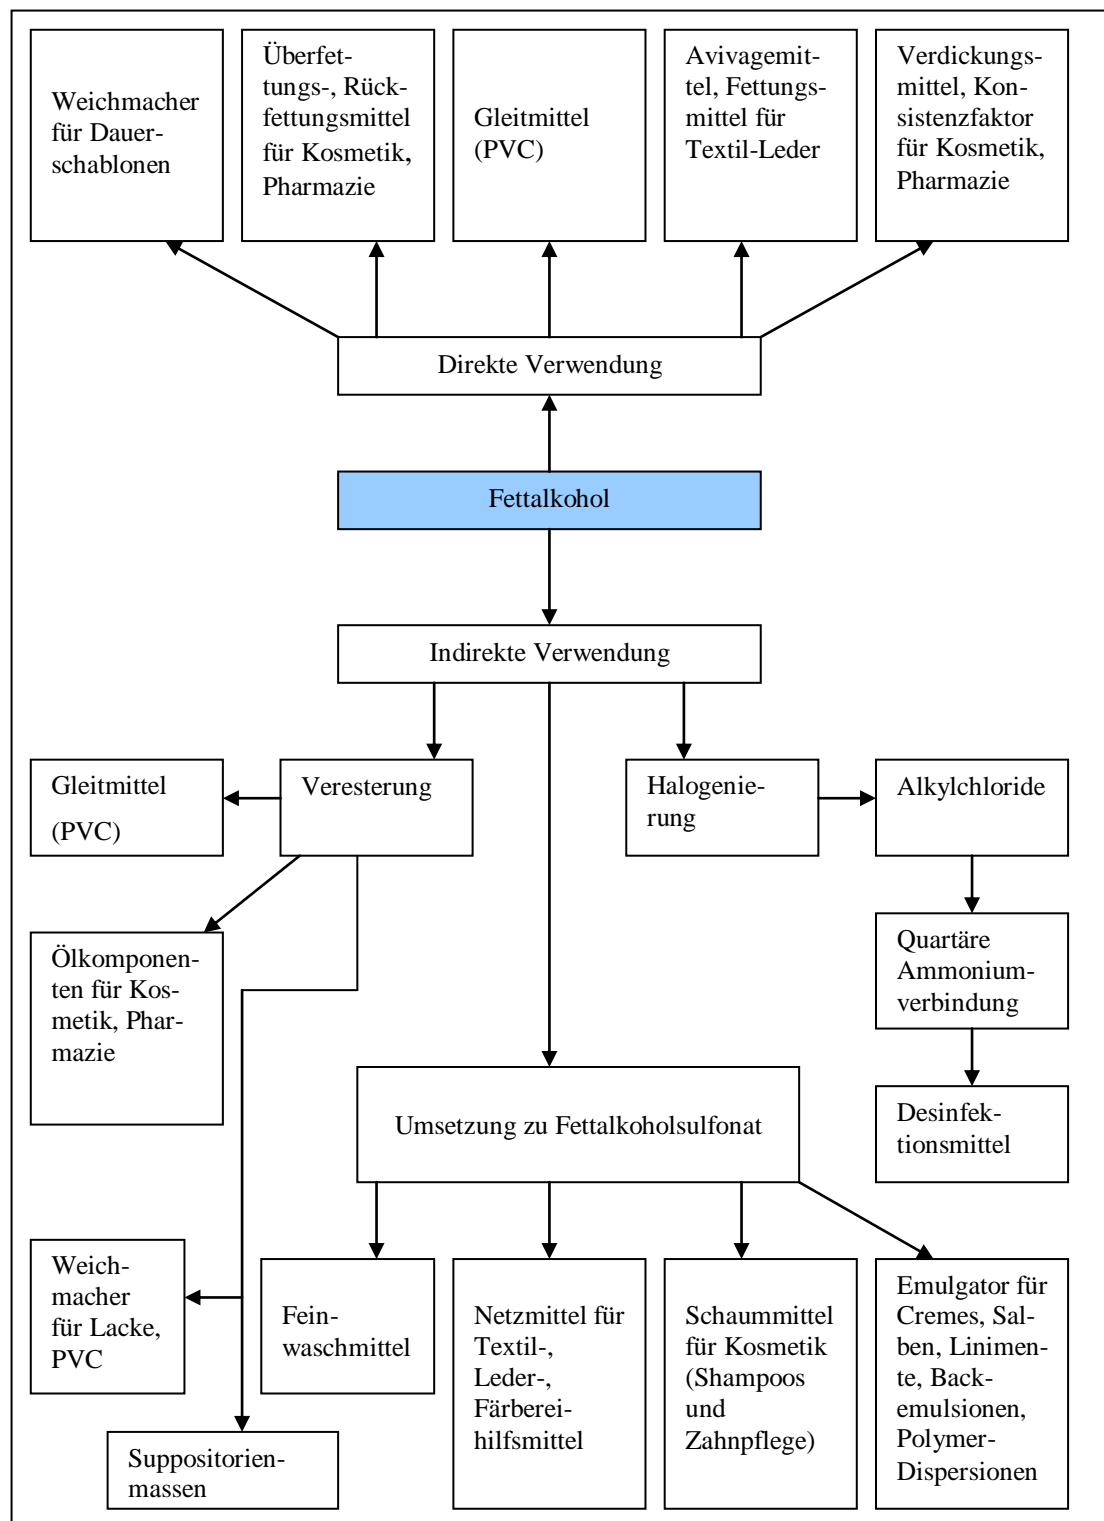 Weichmacher
für Dauer-
schablonen
Überfet-
tungs-, Rück-
fettungsmittel
für Kosmetik,
Pharmazie
Gleitmittel
(PVC)
Avivagemit-
tel, Fettungs-
mittel für
Textil-Leder
Verdickungs-
mittel, Kon-
sistenzfaktor
für Kosmetik,
Pharmazie
Direkte Verwendung
Fettalkohol
Indirekte Verwendung
Gleitmittel
(PVC)
Veresterung
Halogenie-
rung
Alkylchloride
Ölkomponen-
ten für Kos-
metik, Phar-
mazie
Quartäre
Ammonium-
verbindung
Umsetzung zu Fettalkoholsulfonat
Desinfek-
tionsmittel
Weich-
macher
für Lacke,
PVC
Fein-
waschmittel
Netzmittel für
Textil-,
Leder-,
Färberei-
hilfsmittel
Schaummittel
für Kosmetik
(Shampoos
und
Zahnpflege)
Emulgator für
Cremes, Sal-
ben, Linimen-
te, Back-
emulsionen,
Polymer-
Dispersionen
Suppositorien-
massen